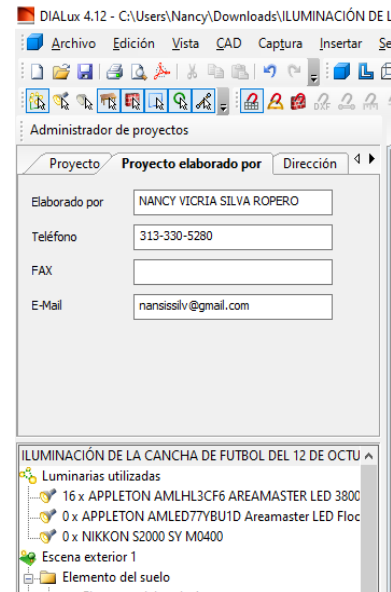 DIALux 4.12 - C:\Users\Nancy\Downloads\ILUMINACIÓN DE L
Archivo Edición Vista CAD Captura Insertar Se
Administrador de proyectos
Proyecto Proyecto elaborado por Dirección
Elaborado por NANCY VICRIA SILVA ROPERO
Teléfono 313-330-5280
FAX
E-Mail nansissilv@gmail.com
ILUMINACIÓN DE LA CANCHA DE FUTBOL DEL 12 DE OCTU
Luminarias utilizadas
16 x APPLETON AMLHL3CF6 AREAMASTER LED 3800
0 x APPLETON AMLED77YBU1D Areamaster LED Floc
0 x NIKKON S2000 SY M0400
Escena exterior 1
Elemento del suelo